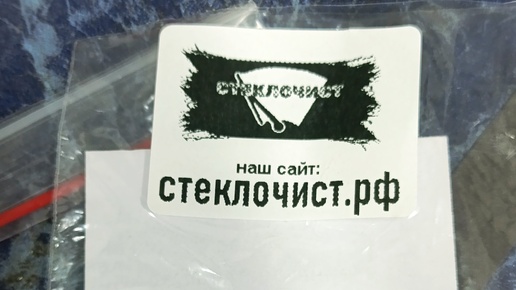 стеклочист
наш сайт:
стеклочист.рф